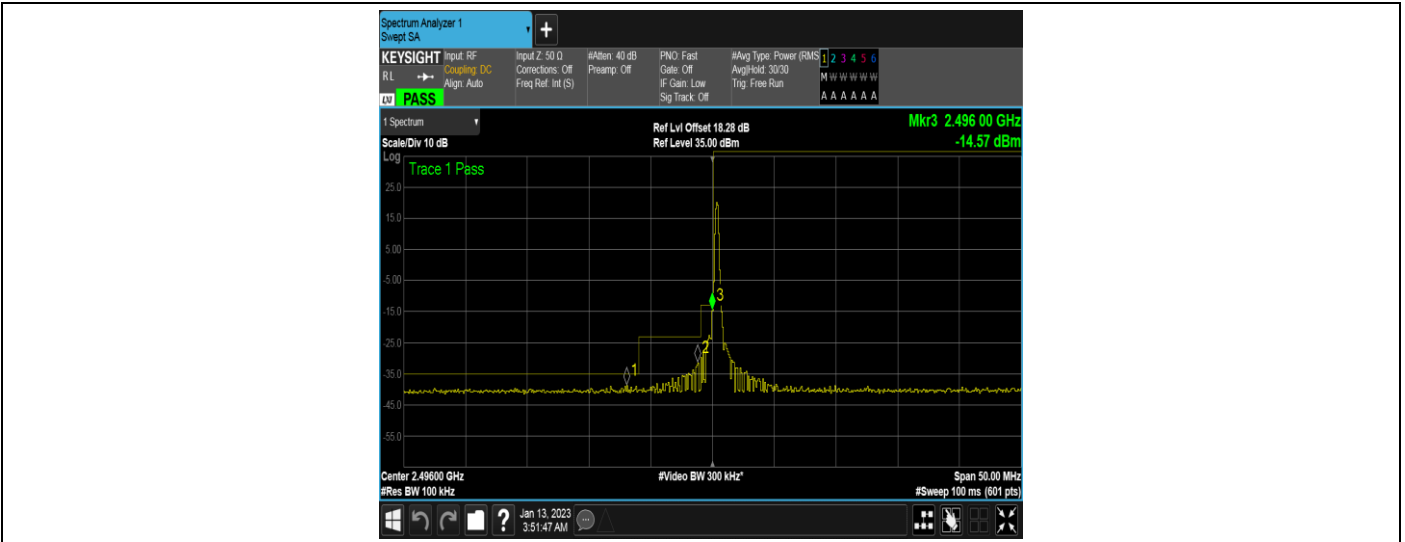 Spectrum Analyzer 1
Swept SA
+
KEYSIGHT Input: RF Input Z: 50 Ω #Atten: 40 dB PNO: Fast #Avg Type: Power (RMS 1 2 3 4 5 6
Coupling: DC Corrections: Off Preamp: Off Gate: Off Avg|Hold: 30/30 M W W W W W
RL Align: Auto Freq Ref: Int (S) IF Gain: Low Trig: Free Run
Sig Track: Off A A A A A A
LXI PASS
1 Spectrum Ref Lvl Offset 18.28 dB Mkr3 2.496 00 GHz
Scale/Div 10 dB Ref Level 35.00 dBm -14.57 dBm
Log
Trace 1 Pass
25.0
15.0
5.00
-5.00
3
-15.0
-25.0
2
1
-35.0
-45.0
-55.0
Center 2.49600 GHz #Video BW 300 kHz* Span 50.00 MHz
#Res BW 100 kHz #Sweep 100 ms (601 pts)
? Jan 13, 2023
3:51:47 AM